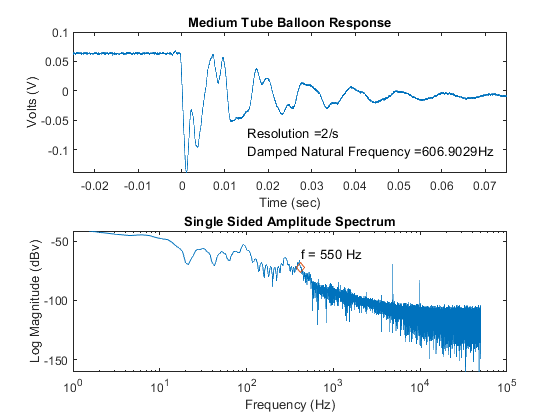 Medium Tube Balloon Response
0.1
0.05
0
-0.05
-0.1
Volts (V)
Resolution =2/s
Damped Natural Frequency =606.9029Hz
-0.02 -0.01 0 0.01 0.02 0.03 0.04 0.05 0.06 0.07
Time (sec)
Single Sided Amplitude Spectrum
-50
-100
-150
Log Magnitude (dBv)
f = 550 Hz
10^0 10^1 10^2 10^3 10^4 10^5
Frequency (Hz)